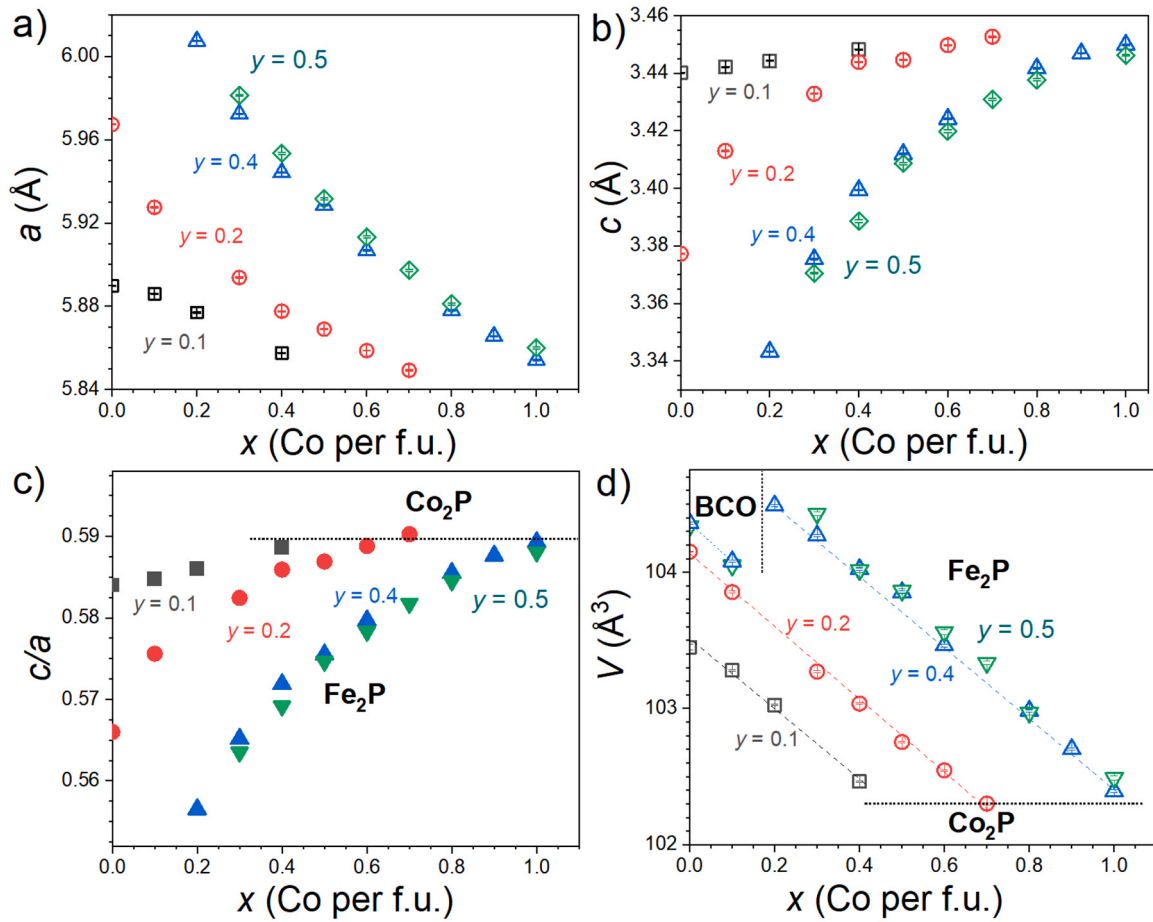 a)
6.00
5.96
5.92
5.88
5.84
a (Å)
y = 0.5
y = 0.4
y = 0.2
y = 0.1
0.0 0.2 0.4 0.6 0.8 1.0
x (Co per f.u.)
b)
3.46
3.44
3.42
3.40
3.38
3.36
3.34
c (Å)
y = 0.1
y = 0.2
y = 0.4
y = 0.5
0.0 0.2 0.4 0.6 0.8 1.0
x (Co per f.u.)
c)
0.59
0.58
0.57
0.56
c/a
Co₂P
y = 0.1
y = 0.2
y = 0.4
y = 0.5
Fe₂P
0.0 0.2 0.4 0.6 0.8 1.0
x (Co per f.u.)
d)
104
103
102
V (Å³)
BCO
Fe₂P
y = 0.2
y = 0.5
y = 0.4
y = 0.1
Co₂P
0.0 0.2 0.4 0.6 0.8 1.0
x (Co per f.u.)